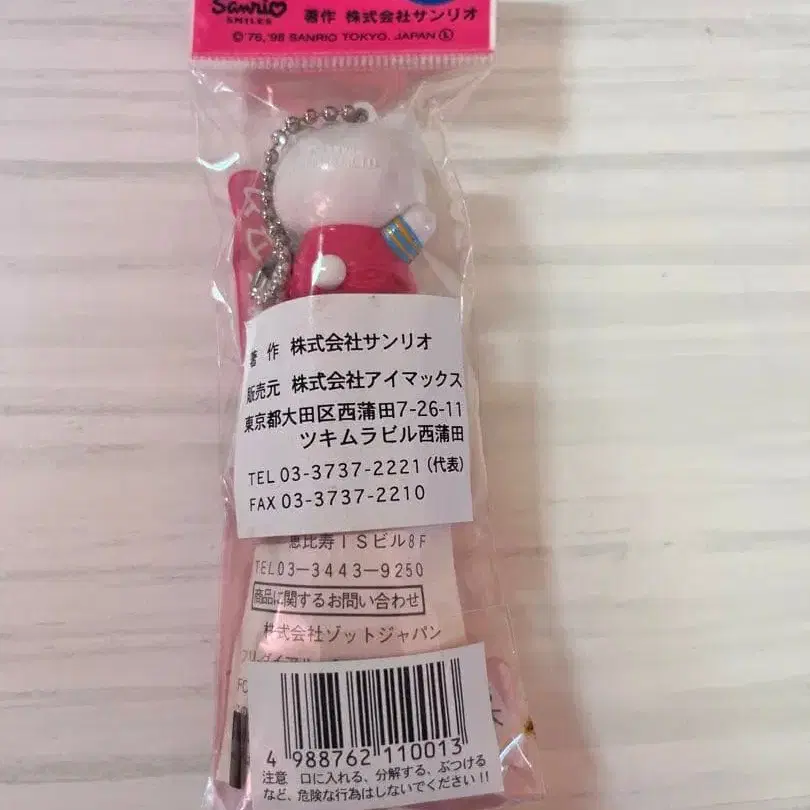 Sanrio
SMILES
著作 株式会社サンリオ
© '76, '98 SANRIO TOKYO, JAPAN Ⓛ
著 作 株式会社サンリオ
販売元 株式会社アイマックス
東京都大田区西蒲田7-26-11
ツキムラビル西蒲田
TEL 03-3737-2221(代表)
FAX 03-3737-2210
恵比寿ISビル8F
TEL03-3443-9250
商品に関するお問い合わせ
株式会社ゾットジャパン
4 988762 110013
注意 口に入れる、分解する、ぶつける
など、危険な行為はしないでください!!